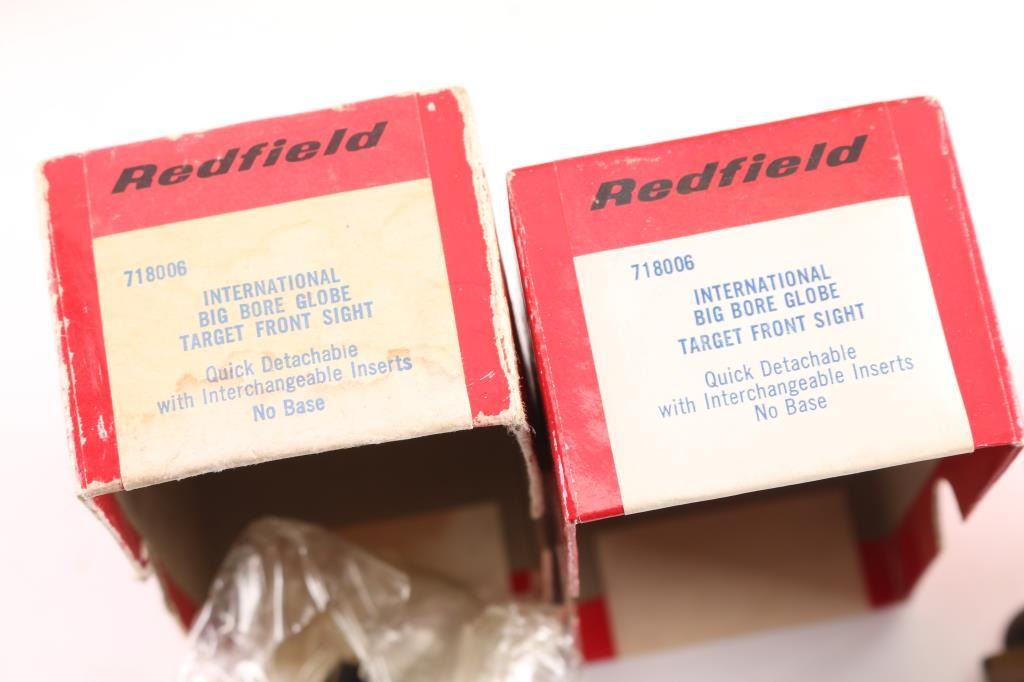 Redfield
718006
INTERNATIONAL
BIG BORE GLOBE
TARGET FRONT SIGHT
Quick Detachable
with Interchangeable Inserts
No Base
Redfield
718006
INTERNATIONAL
BIG BORE GLOBE
TARGET FRONT SIGHT
Quick Detachable
with Interchangeable Inserts
No Base